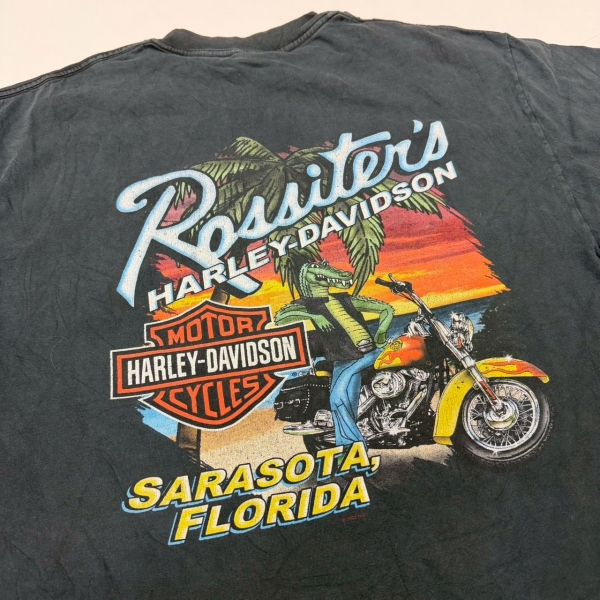 Rossiter's
HARLEY-DAVIDSON
MOTOR
HARLEY-DAVIDSON
CYCLES
SARASOTA,
FLORIDA